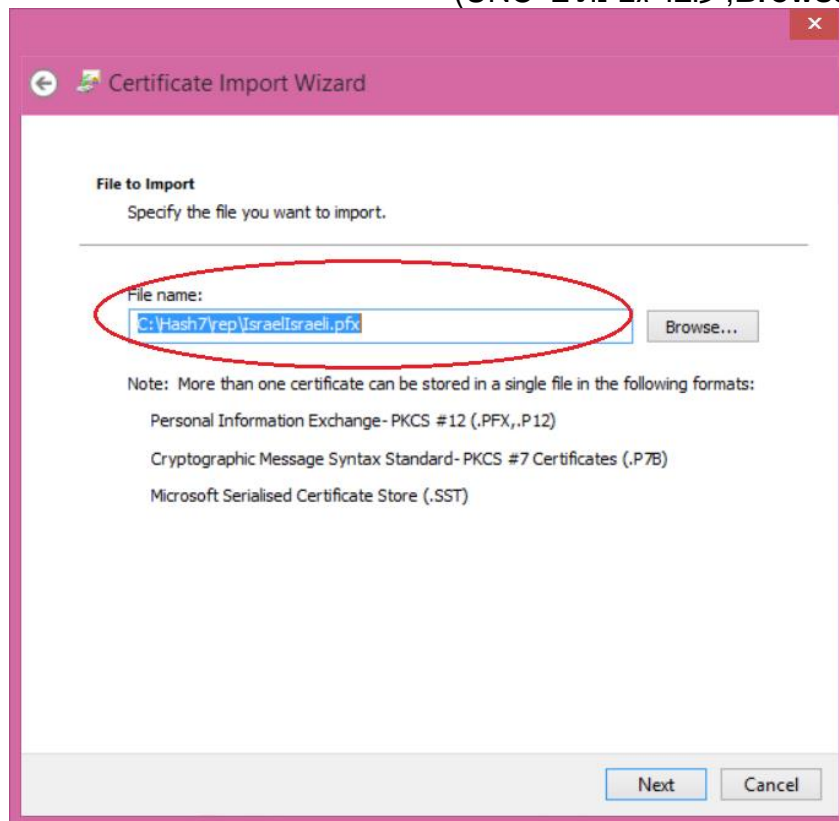 Certificate Import Wizard
File to Import
Specify the file you want to import.
File name:
C:\Hash7\rep\IsraelIsraeli.pfx
Browse...
Note: More than one certificate can be stored in a single file in the following formats:
Personal Information Exchange- PKCS #12 (.PFX,.P12)
Cryptographic Message Syntax Standard- PKCS #7 Certificates (.P7B)
Microsoft Serialised Certificate Store (.SST)
Next
Cancel